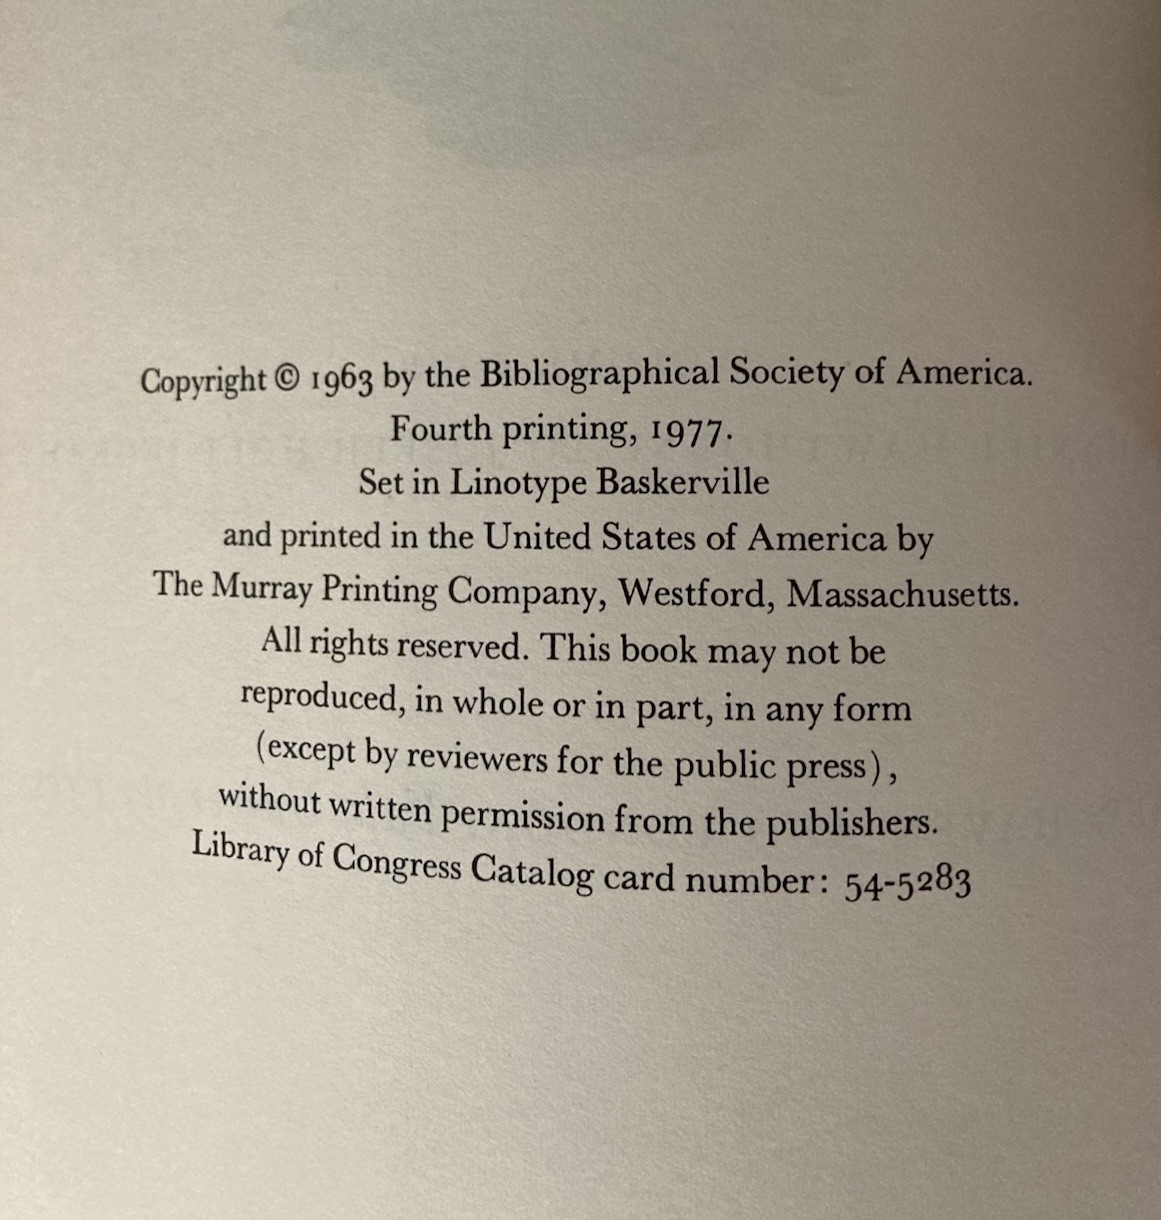 Copyright © 1963 by the Bibliographical Society of America.
Fourth printing, 1977.
Set in Linotype Baskerville
and printed in the United States of America by
The Murray Printing Company, Westford, Massachusetts.
All rights reserved. This book may not be
reproduced, in whole or in part, in any form
(except by reviewers for the public press),
without written permission from the publishers.
Library of Congress Catalog card number: 54-5283